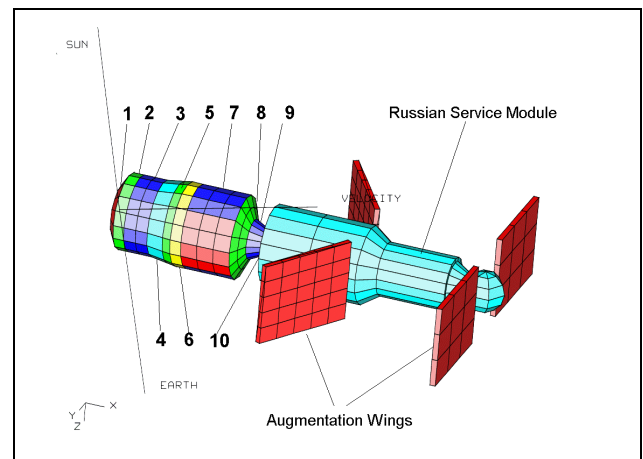 SUN
1 2 3 5 7 8 9
Russian Service Module
VELOCITY
4 6 10
EARTH
Y Z X
Augmentation Wings